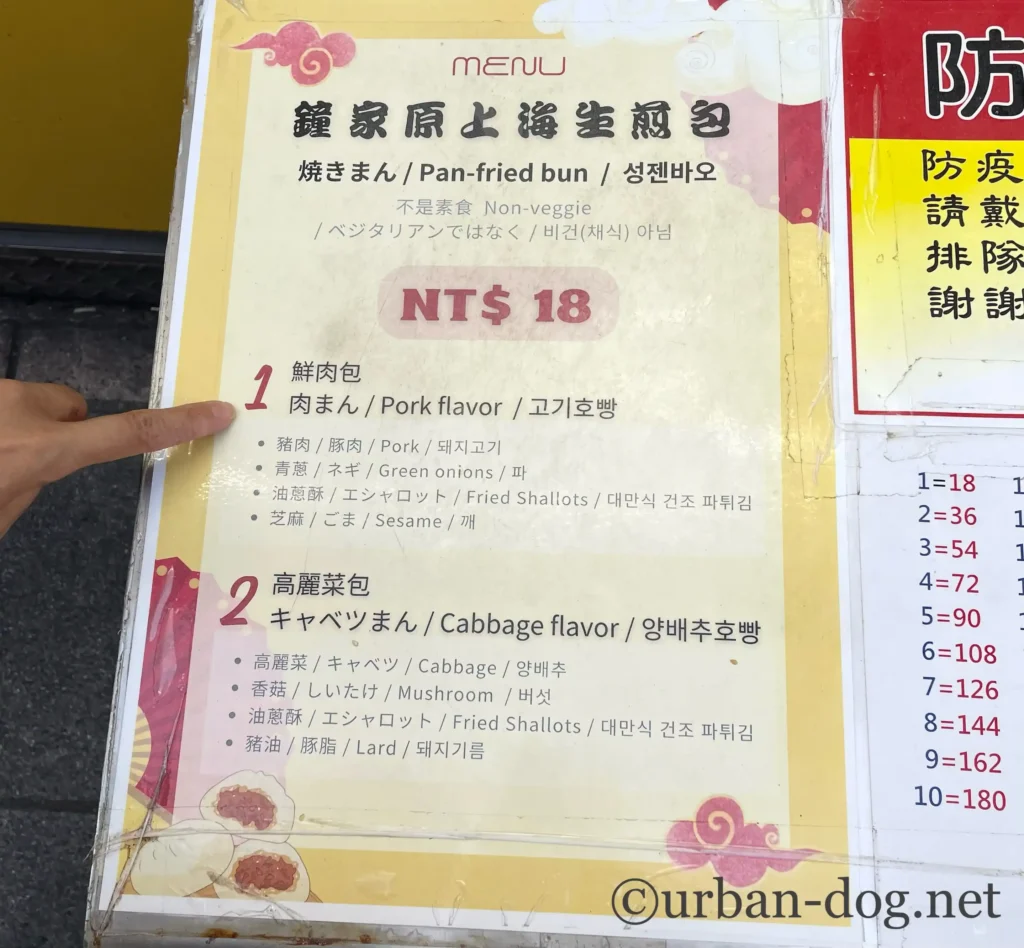 MENU
鐘家原上海生煎包
焼きまん / Pan-fried bun / 성젠바오
不是素食 Non-veggie
/ ベジタリアンではなく / 비건(채식) 아님
NT$ 18
1 鮮肉包
肉まん / Pork flavor / 고기호빵
• 豬肉 / 豚肉 / Pork / 돼지고기
• 青蔥 / ネギ / Green onions / 파
• 油蔥酥 / エシャロット / Fried Shallots / 대만식 건조 파튀김
• 芝麻 / ごま / Sesame / 깨
2 高麗菜包
キャベツまん / Cabbage flavor / 양배추호빵
• 高麗菜 / キャベツ / Cabbage / 양배추
• 香菇 / しいたけ / Mushroom / 버섯
• 油蔥酥 / エシャロット / Fried Shallots / 대만식 건조 파튀김
• 豬油 / 豚脂 / Lard / 돼지기름
防
防疫
請戴
排隊
謝謝
1=18
2=36
3=54
4=72
5=90
6=108
7=126
8=144
9=162
10=180
©urban-dog.net